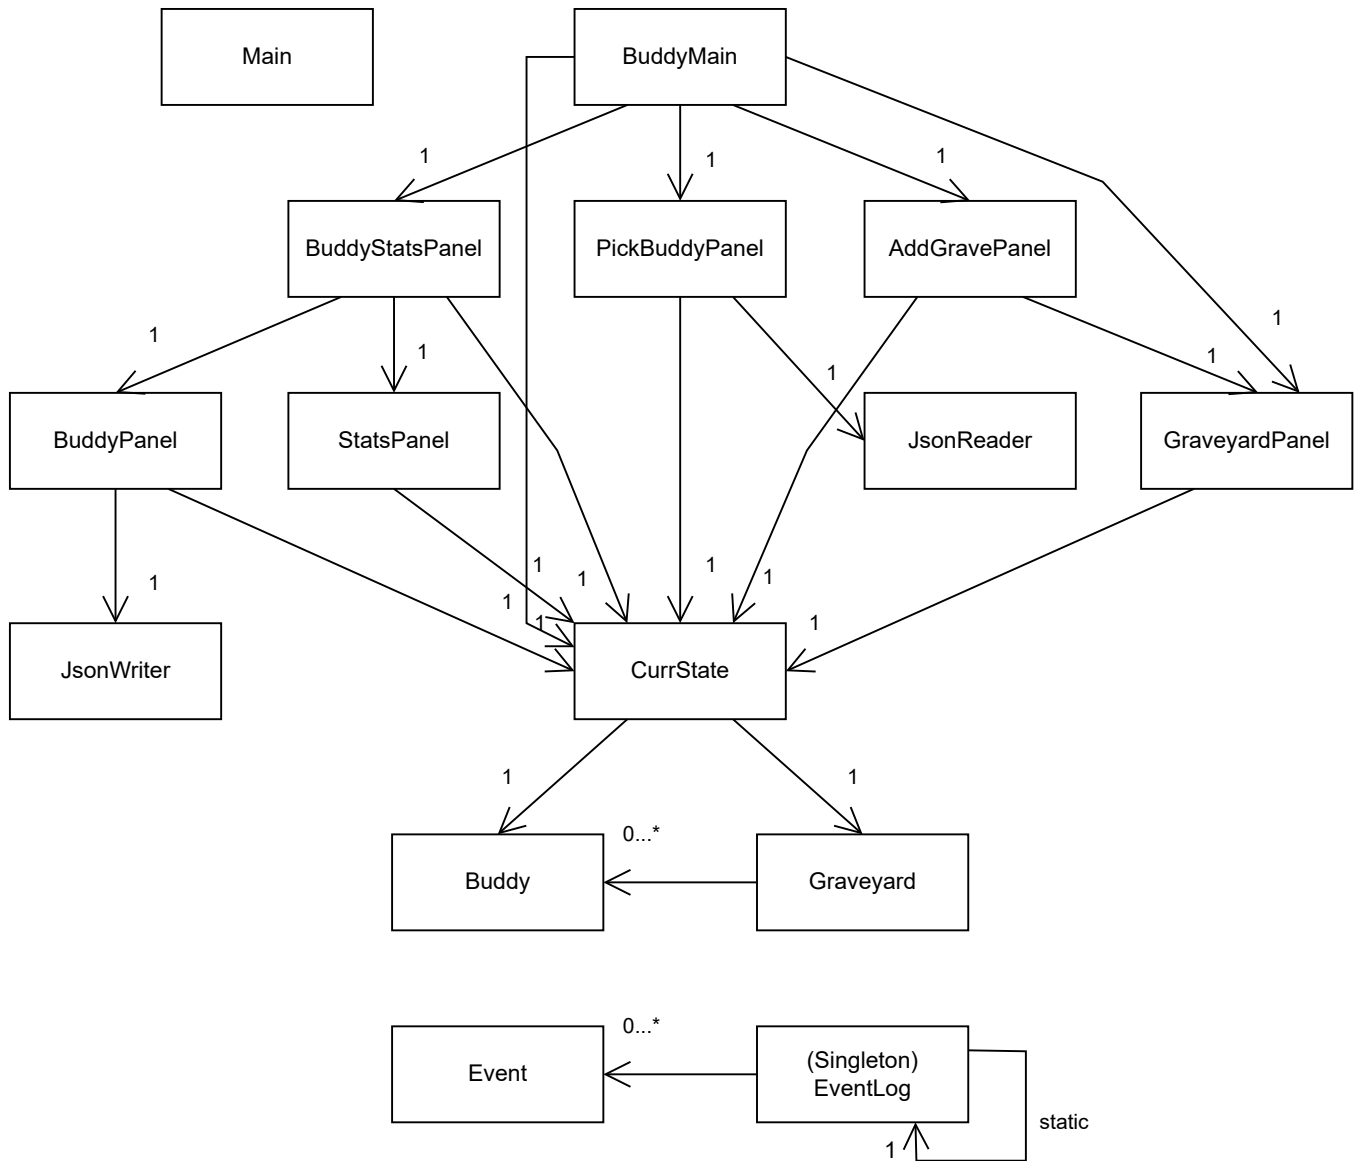 Main
BuddyMain
1
1
1
BuddyStatsPanel
PickBuddyPanel
AddGravePanel
1
1
1
1
1
BuddyPanel
StatsPanel
JsonReader
GraveyardPanel
1
1
1
1
1
1
1
1
JsonWriter
CurrState
1
1
0...*
Buddy
Graveyard
0...*
Event
(Singleton)
EventLog
static
1